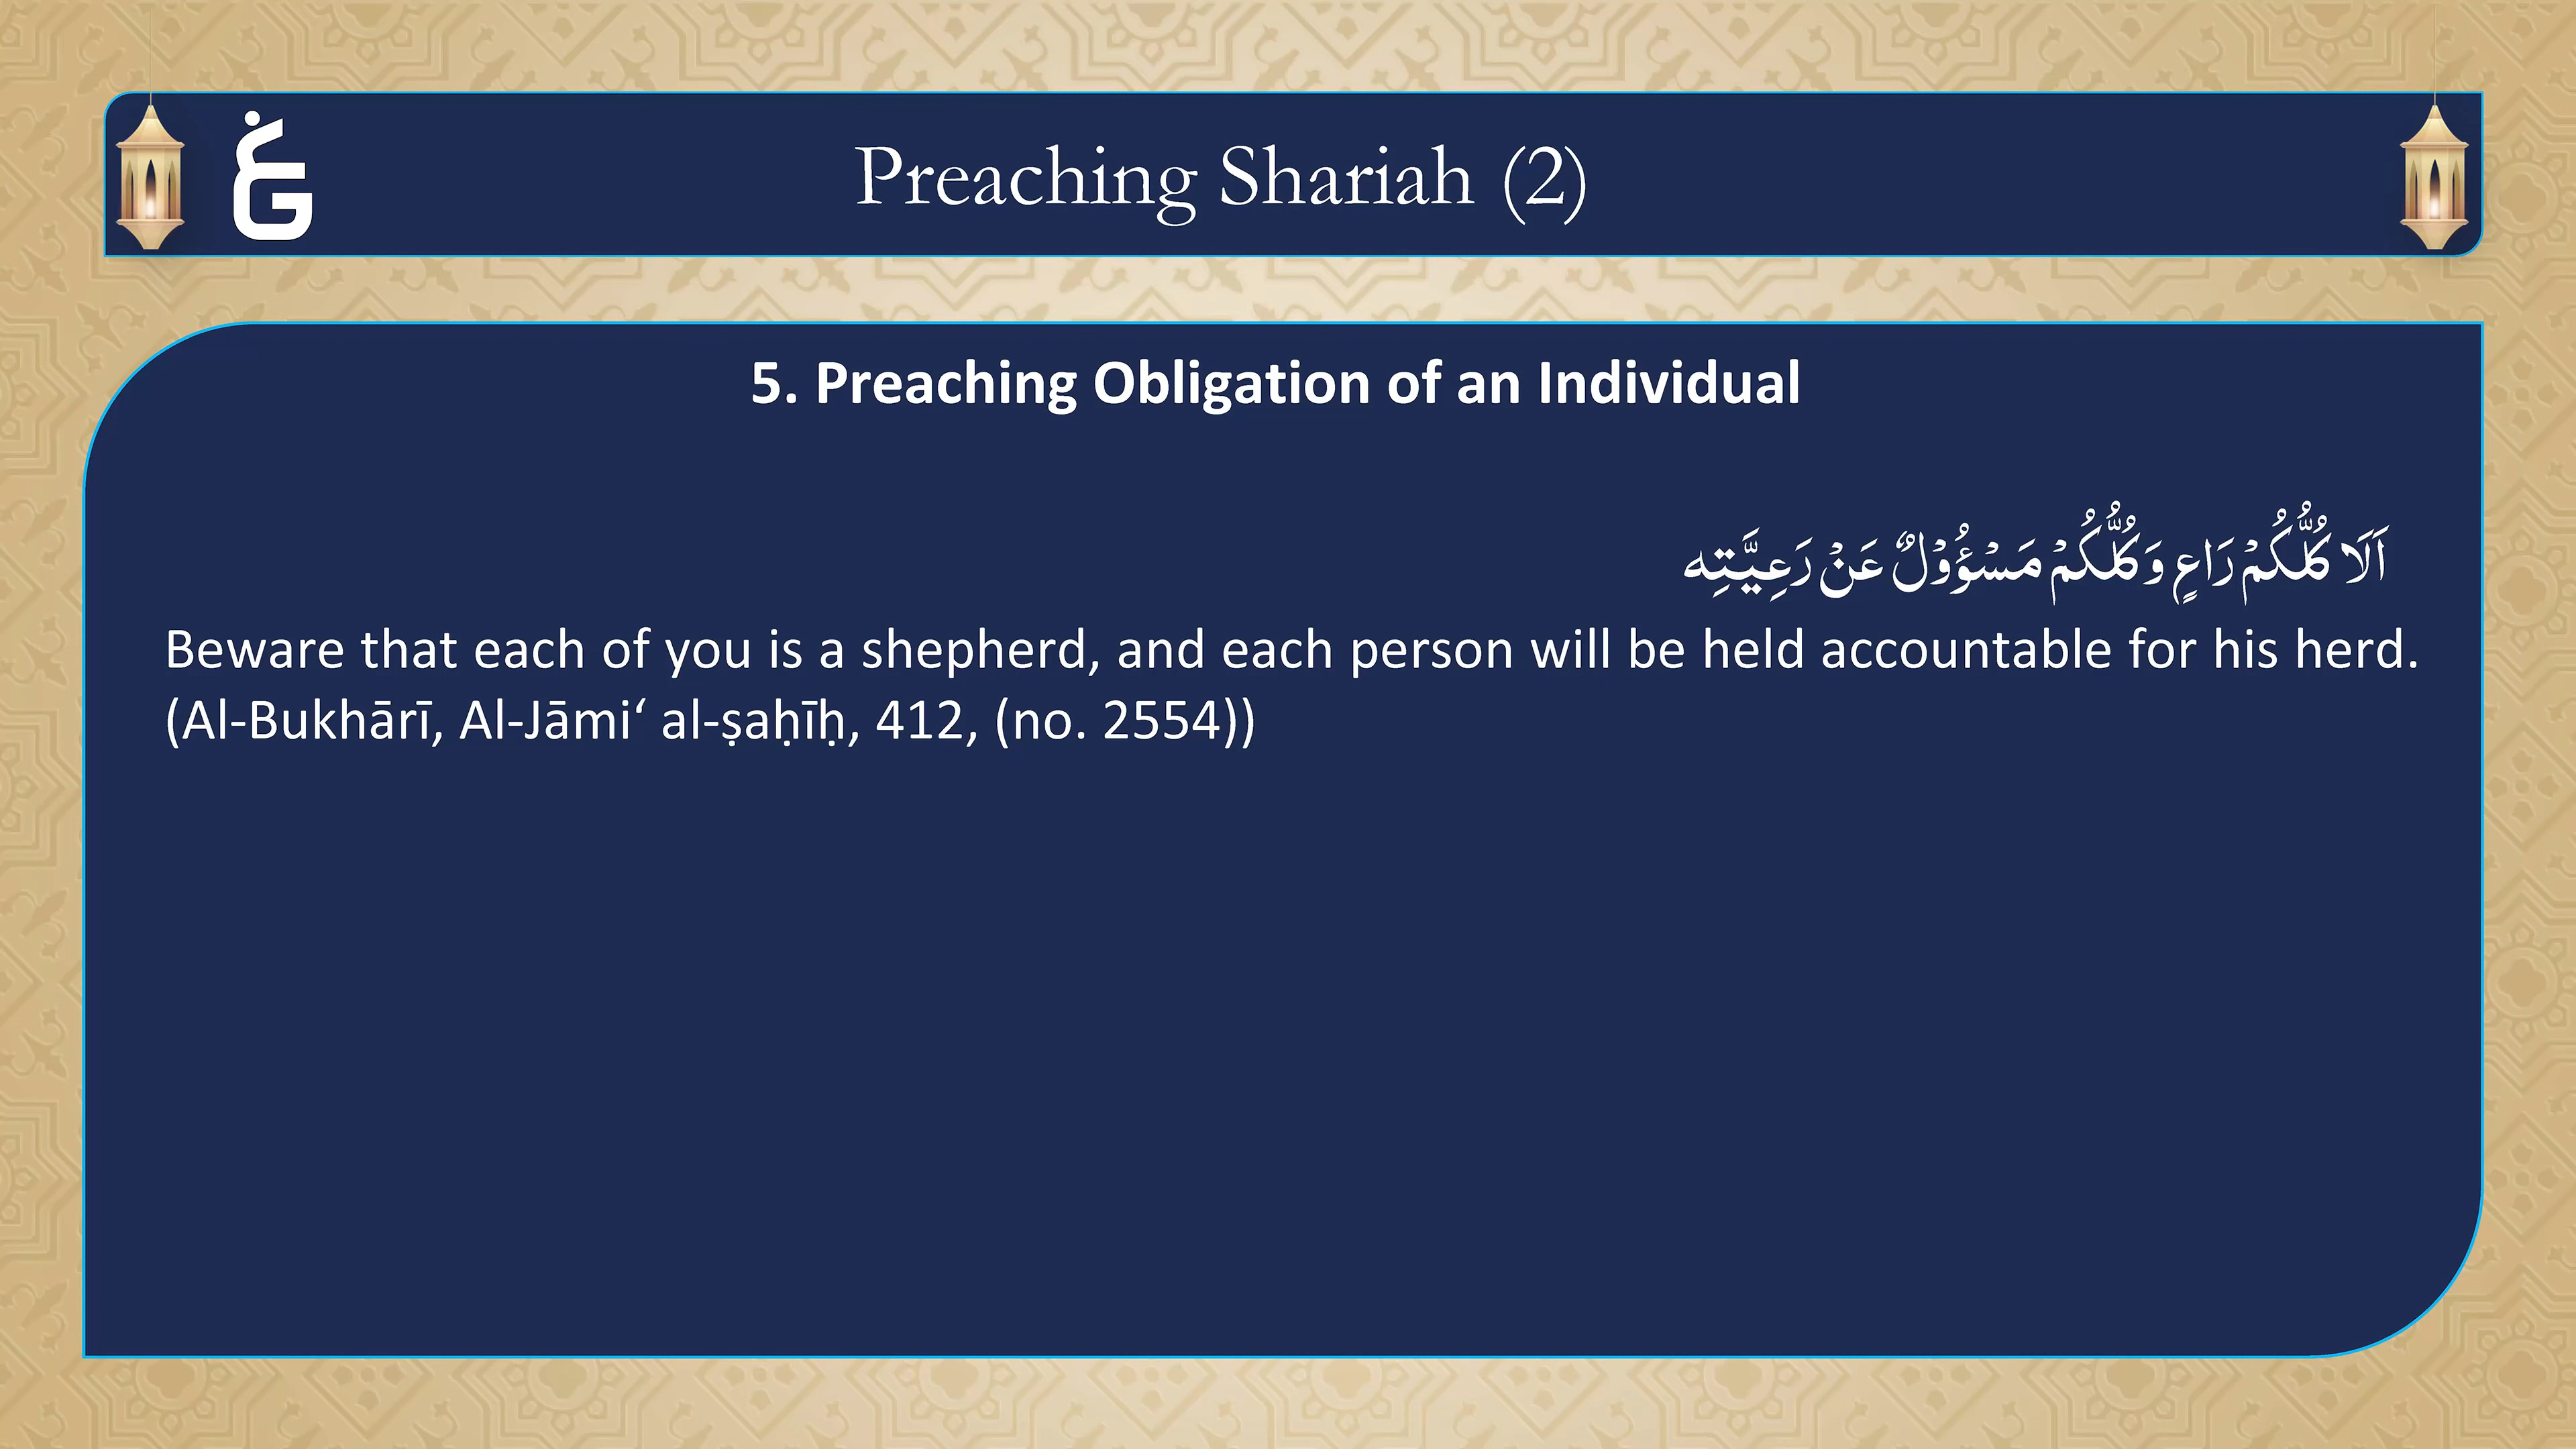 Preaching Shariah (2)
5. Preaching Obligation of an Individual
اَلَا كُلُّكُمْ رَاعٍ وَكُلُّكُمْ مَسْؤُوْلٌ عَنْ رَعِيَّتِه
Beware that each of you is a shepherd, and each person will be held accountable for his herd.
(Al-Bukhārī, Al-Jāmi‘ al-ṣaḥīḥ, 412, (no. 2554))